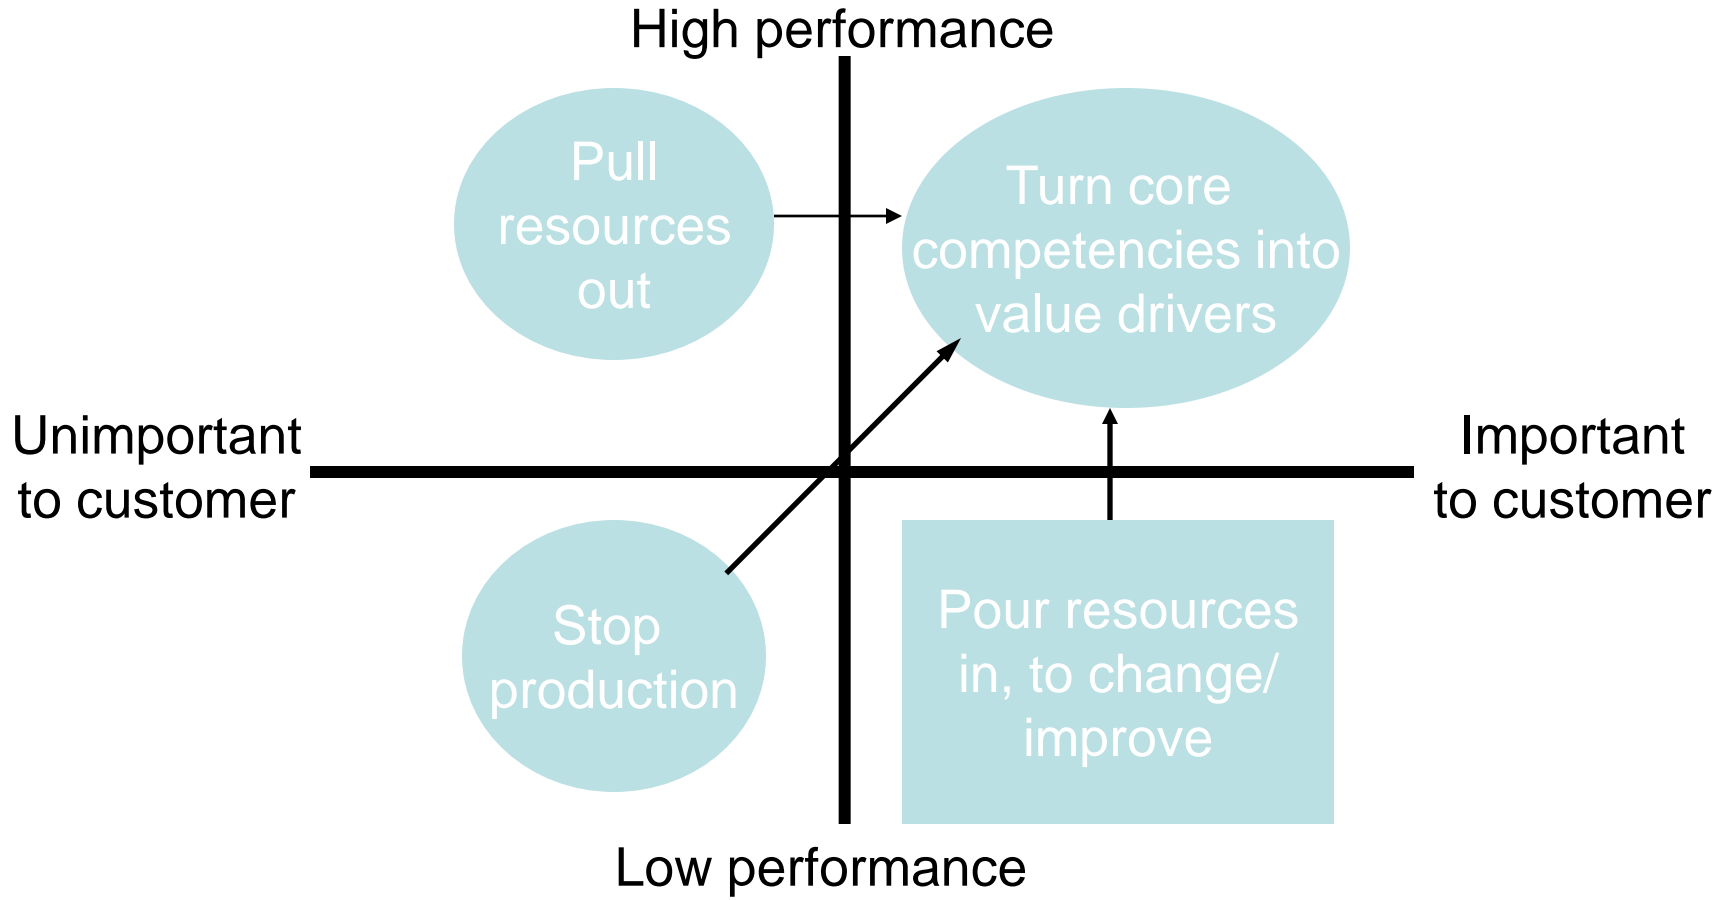 High performance
Pull
resources
out
Turn core
competencies into
value drivers
Unimportant
to customer
Important
to customer
Stop
production
Pour resources
in, to change/
improve
Low performance